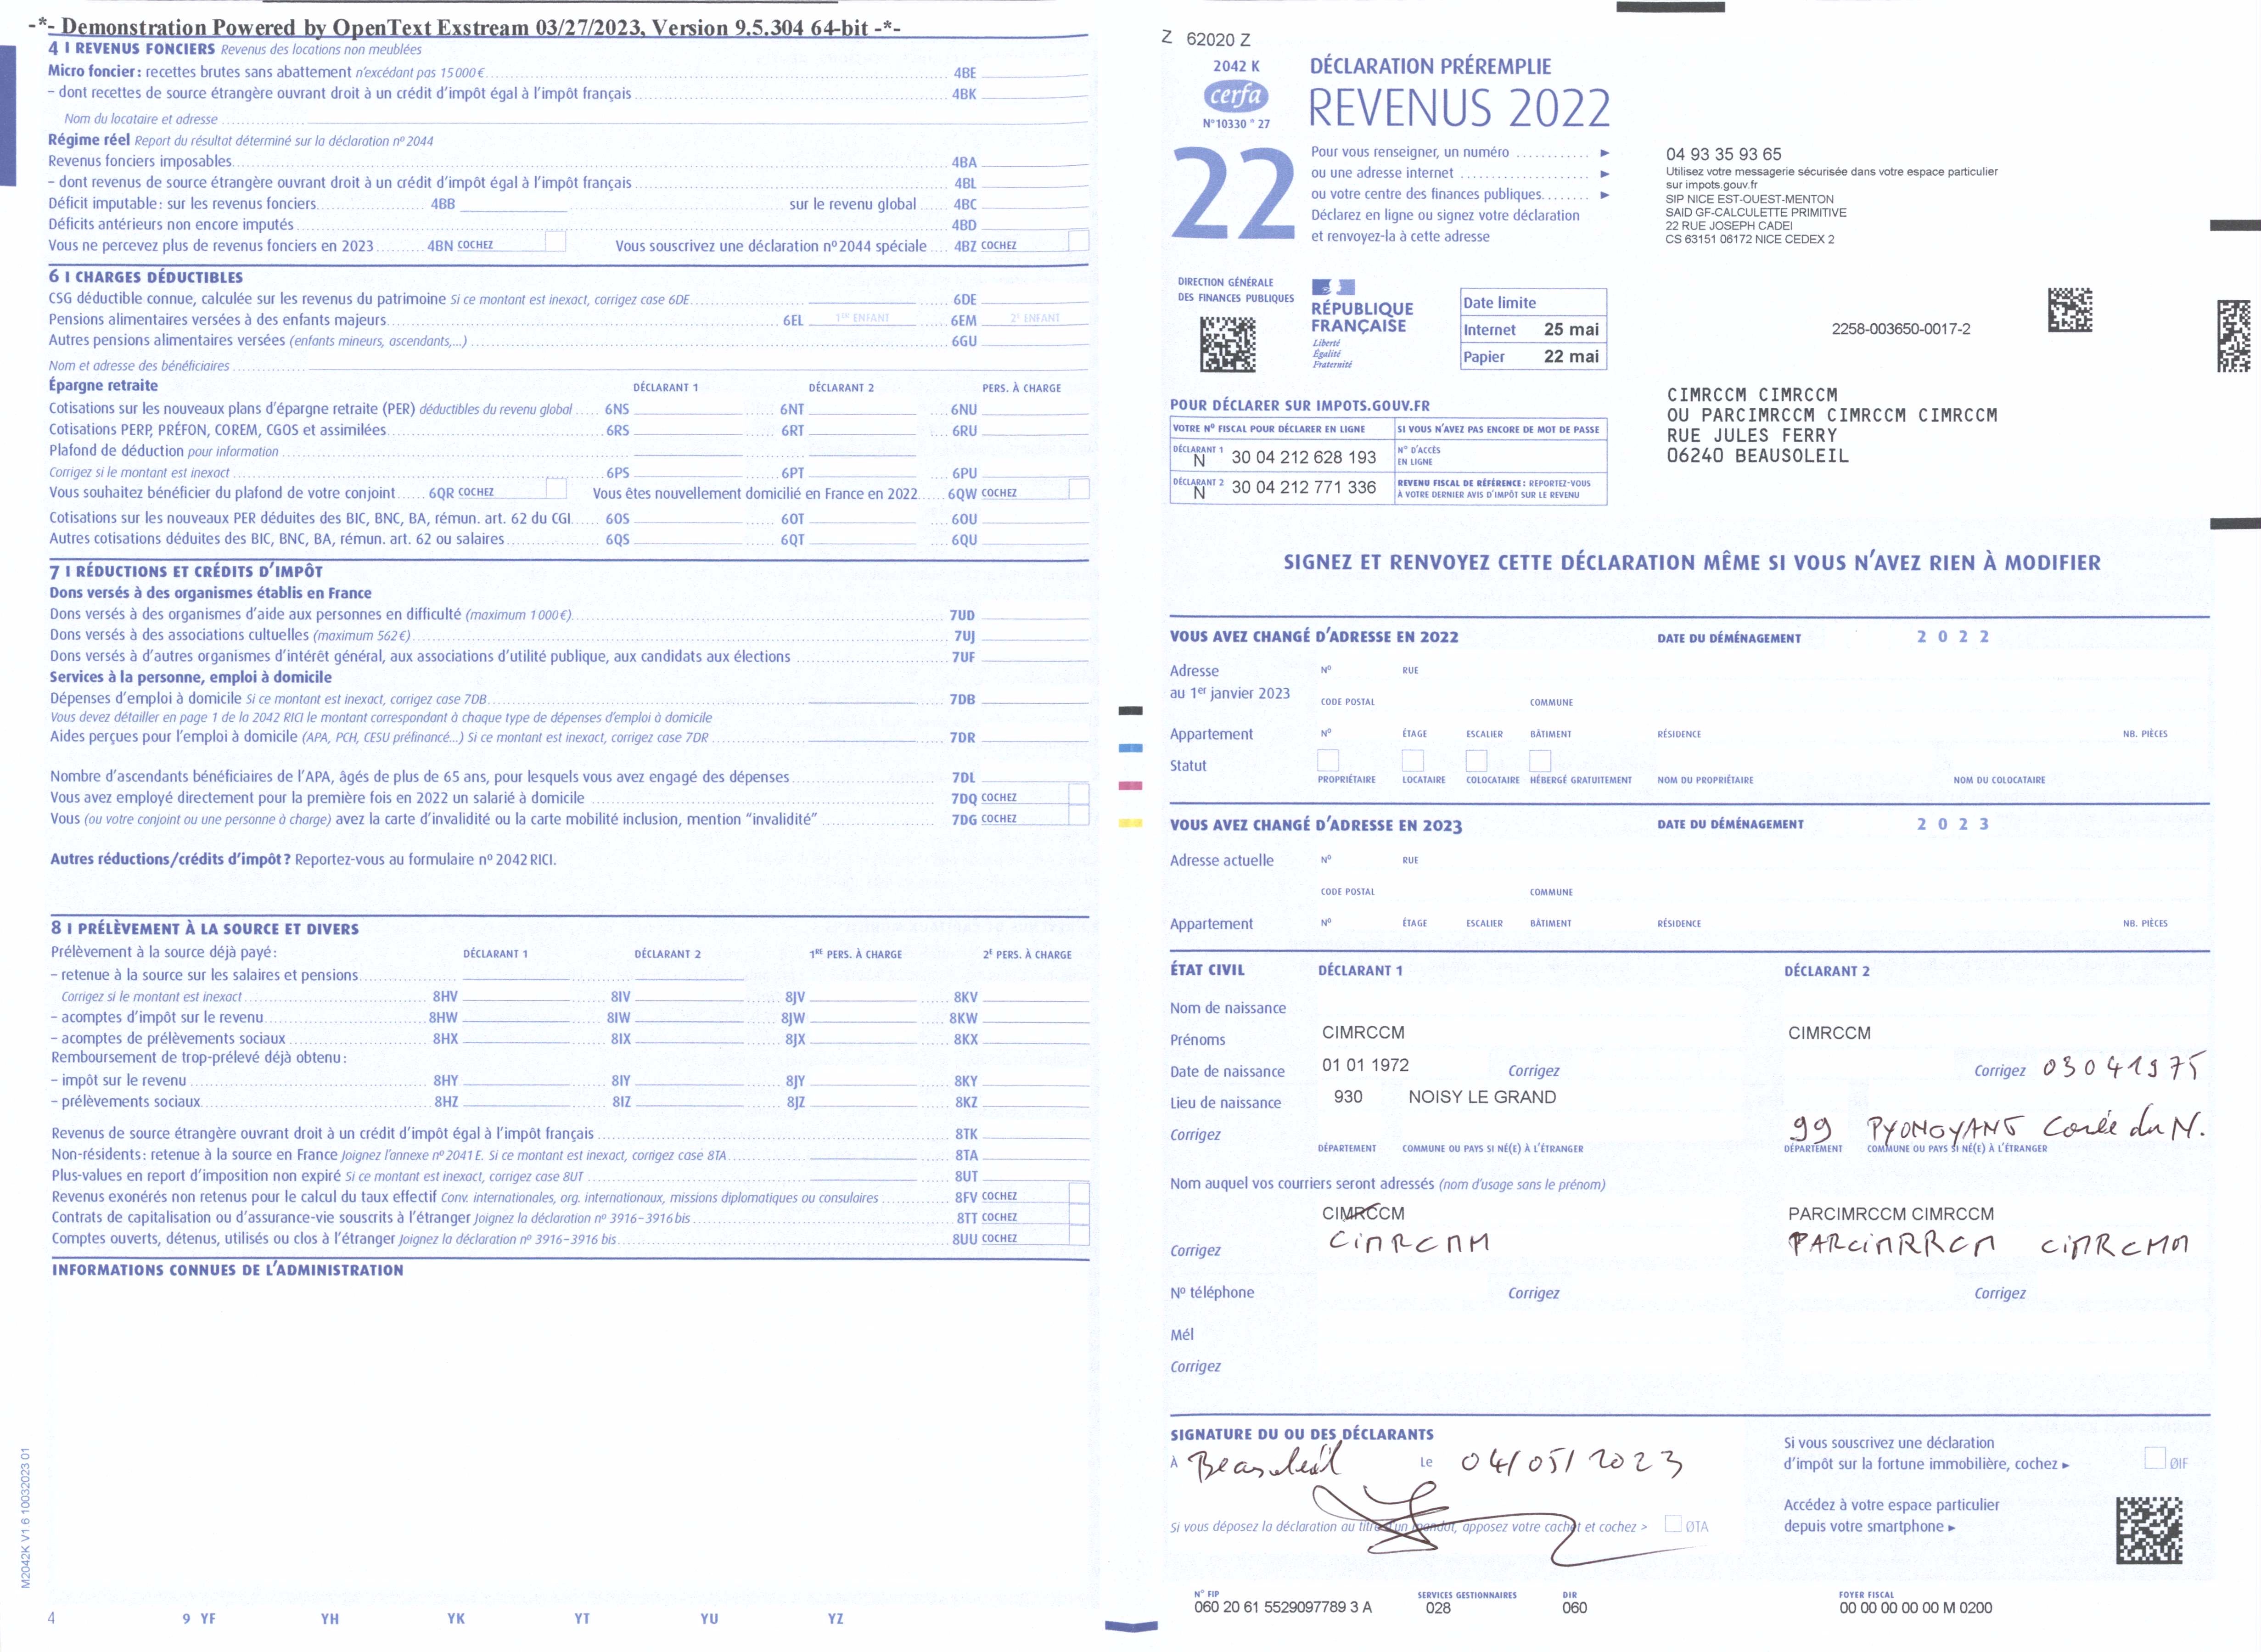 -*- Demonstration Powered by OpenText Exstream 03/27/2023, Version 9.5.304 64-bit -*-
4 | REVENUS FONCIERS Revenus des locations non meublées
Micro foncier : recettes brutes sans abattement n'excédant pas 15 000 € 4BE
– dont recettes de source étrangère ouvrant droit à un crédit d'impôt égal à l'impôt français 4BK
Nom du locataire et adresse
Régime réel Report du résultat déterminé sur la déclaration nº 2044
Revenus fonciers imposables 4BA
– dont revenus de source étrangère ouvrant droit à un crédit d'impôt égal à l'impôt français 4BL
Déficit imputable : sur les revenus fonciers 4BB sur le revenu global 4BC
Déficits antérieurs non encore imputés 4BD
Vous ne percevez plus de revenus fonciers en 2023 4BN COCHEZ Vous souscrivez une déclaration nº 2044 spéciale 4BZ COCHEZ
6 | CHARGES DÉDUCTIBLES
CSG déductible connue, calculée sur les revenus du patrimoine Si ce montant est inexact, corrigez case 6DE 6DE
Pensions alimentaires versées à des enfants majeurs 6EL 1ER ENFANT 6EM 2E ENFANT
Autres pensions alimentaires versées (enfants mineurs, ascendants,...) 6GU
Nom et adresse des bénéficiaires
Épargne retraite DÉCLARANT 1 DÉCLARANT 2 PERS. À CHARGE
Cotisations sur les nouveaux plans d'épargne retraite (PER) déductibles du revenu global 6NS 6NT 6NU
Cotisations PERP, PRÉFON, COREM, CGOS et assimilées 6RS 6RT 6RU
Plafond de déduction pour information
Corrigez si le montant est inexact 6PS 6PT 6PU
Vous souhaitez bénéficier du plafond de votre conjoint 6QR COCHEZ Vous êtes nouvellement domicilié en France en 2022 6QW COCHEZ
Cotisations sur les nouveaux PER déduites des BIC, BNC, BA, rémun. art. 62 du CGI 6OS 6OT 6OU
Autres cotisations déduites des BIC, BNC, BA, rémun. art. 62 ou salaires 6QS 6QT 6QU
7 | RÉDUCTIONS ET CRÉDITS D'IMPÔT
Dons versés à des organismes établis en France
Dons versés à des organismes d'aide aux personnes en difficulté (maximum 1 000 €) 7UD
Dons versés à des associations cultuelles (maximum 562 €) 7UJ
Dons versés à d'autres organismes d'intérêt général, aux associations d'utilité publique, aux candidats aux élections 7UF
Services à la personne, emploi à domicile
Dépenses d'emploi à domicile Si ce montant est inexact, corrigez case 7DB 7DB
Vous devez détailler en page 1 de la 2042 RICI le montant correspondant à chaque type de dépenses d'emploi à domicile
Aides perçues pour l'emploi à domicile (APA, PCH, CESU préfinancé...) Si ce montant est inexact, corrigez case 7DR 7DR
Nombre d'ascendants bénéficiaires de l'APA, âgés de plus de 65 ans, pour lesquels vous avez engagé des dépenses 7DL
Vous avez employé directement pour la première fois en 2022 un salarié à domicile 7DQ COCHEZ
Vous (ou votre conjoint ou une personne à charge) avez la carte d'invalidité ou la carte mobilité inclusion, mention "invalidité" 7DG COCHEZ
Autres réductions/crédits d'impôt ? Reportez-vous au formulaire nº 2042 RICI.
8 | PRÉLÈVEMENT À LA SOURCE ET DIVERS
Prélèvement à la source déjà payé : DÉCLARANT 1 DÉCLARANT 2 1RE PERS. À CHARGE 2E PERS. À CHARGE
– retenue à la source sur les salaires et pensions
Corrigez si le montant est inexact 8HV 8IV 8JV 8KV
– acomptes d'impôt sur le revenu 8HW 8IW 8JW 8KW
– acomptes de prélèvements sociaux 8HX 8IX 8JX 8KX
Remboursement de trop-prélevé déjà obtenu :
– impôt sur le revenu 8HY 8IY 8JY 8KY
– prélèvements sociaux 8HZ 8IZ 8JZ 8KZ
Revenus de source étrangère ouvrant droit à un crédit d'impôt égal à l'impôt français 8TK
Non-résidents : retenue à la source en France Joignez l'annexe nº 2041 E. Si ce montant est inexact, corrigez case 8TA 8TA
Plus-values en report d'imposition non expiré Si ce montant est inexact, corrigez case 8UT 8UT
Revenus exonérés non retenus pour le calcul du taux effectif Conv. internationales, org. internationaux, missions diplomatiques ou consulaires 8FV COCHEZ
Contrats de capitalisation ou d'assurance-vie souscrits à l'étranger Joignez la déclaration nº 3916–3916 bis 8TT COCHEZ
Comptes ouverts, détenus, utilisés ou clos à l'étranger Joignez la déclaration nº 3916–3916 bis 8UU COCHEZ
INFORMATIONS CONNUES DE L'ADMINISTRATION
M2042K V1.6 10032023 01
4 9 YF YH YK YT YU YZ
Z 62020 Z
2042 K
cerfa
N° 10330 * 27
DÉCLARATION PRÉREMPLIE
REVENUS 2022
22
Pour vous renseigner, un numéro ►
ou une adresse internet ►
ou votre centre des finances publiques ►
Déclarez en ligne ou signez votre déclaration
et renvoyez-la à cette adresse
04 93 35 93 65
Utilisez votre messagerie sécurisée dans votre espace particulier
sur impots.gouv.fr
SIP NICE EST-OUEST-MENTON
SAID GF-CALCULETTE PRIMITIVE
22 RUE JOSEPH CADEI
CS 63151 06172 NICE CEDEX 2
DIRECTION GÉNÉRALE
DES FINANCES PUBLIQUES
RÉPUBLIQUE
FRANÇAISE
Liberté
Égalité
Fraternité
Date limite
Internet 25 mai
Papier 22 mai
2258-003650-0017-2
CIMRCCM CIMRCCM
OU PARCIMRCCM CIMRCCM CIMRCCM
RUE JULES FERRY
06240 BEAUSOLEIL
POUR DÉCLARER SUR IMPOTS.GOUV.FR
VOTRE Nº FISCAL POUR DÉCLARER EN LIGNE SI VOUS N'AVEZ PAS ENCORE DE MOT DE PASSE
DÉCLARANT 1 N 30 04 212 628 193 N° D'ACCÈS EN LIGNE
DÉCLARANT 2 N 30 04 212 771 336 REVENU FISCAL DE RÉFÉRENCE : REPORTEZ-VOUS À VOTRE DERNIER AVIS D'IMPÔT SUR LE REVENU
SIGNEZ ET RENVOYEZ CETTE DÉCLARATION MÊME SI VOUS N'AVEZ RIEN À MODIFIER
VOUS AVEZ CHANGÉ D'ADRESSE EN 2022 DATE DU DÉMÉNAGEMENT 2 0 2 2
Adresse Nº RUE
au 1er janvier 2023
CODE POSTAL COMMUNE
Appartement Nº ÉTAGE ESCALIER BÂTIMENT RÉSIDENCE NB. PIÈCES
Statut
PROPRIÉTAIRE LOCATAIRE COLOCATAIRE HÉBERGÉ GRATUITEMENT NOM DU PROPRIÉTAIRE NOM DU COLOCATAIRE
VOUS AVEZ CHANGÉ D'ADRESSE EN 2023 DATE DU DÉMÉNAGEMENT 2 0 2 3
Adresse actuelle Nº RUE
CODE POSTAL COMMUNE
Appartement Nº ÉTAGE ESCALIER BÂTIMENT RÉSIDENCE NB. PIÈCES
ÉTAT CIVIL DÉCLARANT 1 DÉCLARANT 2
Nom de naissance
Prénoms CIMRCCM CIMRCCM
Date de naissance 01 01 1972 Corrigez Corrigez 03041975
Lieu de naissance 930 NOISY LE GRAND
Corrigez 99 PYONGYANG Corée du N.
DÉPARTEMENT COMMUNE OU PAYS SI NÉ(E) À L'ÉTRANGER DÉPARTEMENT COMMUNE OU PAYS SI NÉ(E) À L'ÉTRANGER
Nom auquel vos courriers seront adressés (nom d'usage sans le prénom)
CIMRCCM PARCIMRCCM CIMRCCM
Corrigez CiMRCMM PARCiMRRCM CiMRCMM
Nº téléphone Corrigez Corrigez
Mél
Corrigez
SIGNATURE DU OU DES DÉCLARANTS
À Beausoleil Le 04/05/2023
Si vous déposez la déclaration au titre d'un mandat, apposez votre cachet et cochez > ØTA
Si vous souscrivez une déclaration
d'impôt sur la fortune immobilière, cochez ► ØIF
Accédez à votre espace particulier
depuis votre smartphone ►
N° FIP SERVICES GESTIONNAIRES DIR FOYER FISCAL
060 20 61 5529097789 3 A 028 060 00 00 00 00 00 M 0200